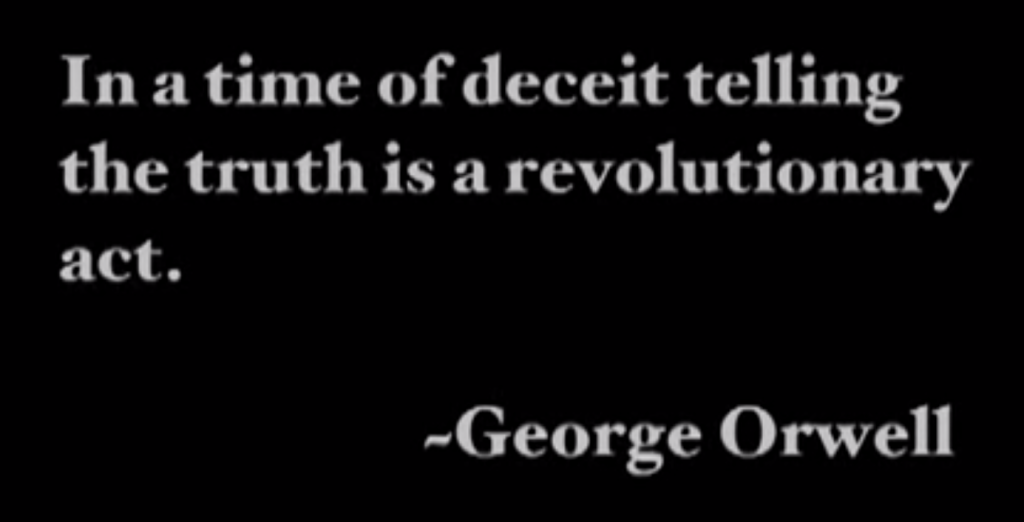 In a time of deceit telling
the truth is a revolutionary
act.
~George Orwell